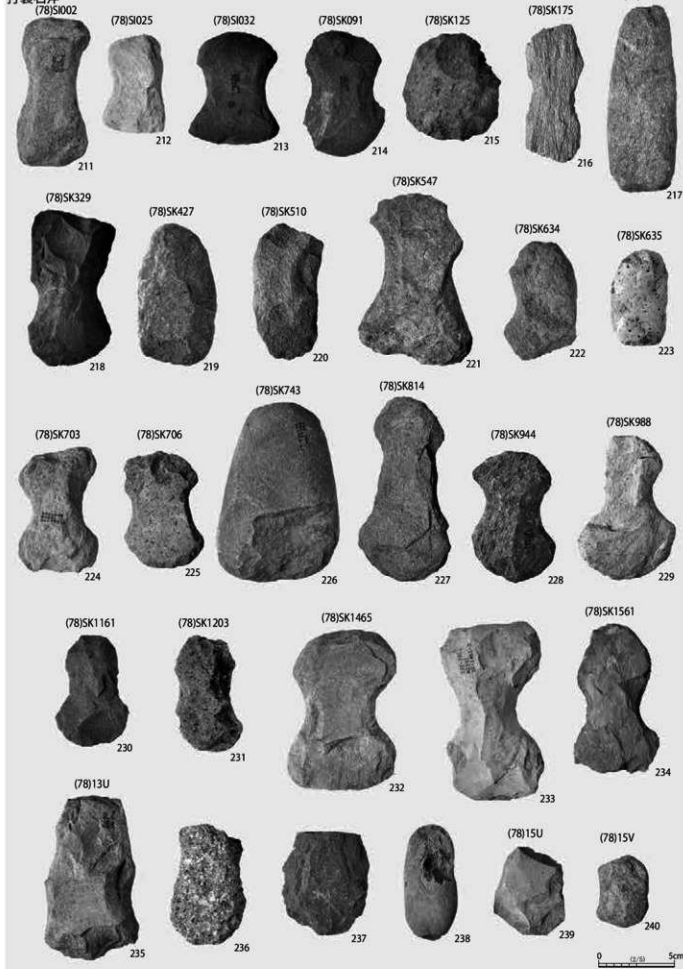 打製石斧
(78)SI002 (78)SI025 (78)SI032 (78)SK091 (78)SK125 (78)SK175
211 212 213 214 215 216 217
(78)SK329 (78)SK427 (78)SK510 (78)SK547 (78)SK634 (78)SK635
218 219 220 221 222 223
(78)SK703 (78)SK706 (78)SK743 (78)SK814 (78)SK944 (78)SK988
224 225 226 227 228 229
(78)SK1161 (78)SK1203 (78)SK1465 (78)SK1561
230 231 232 233 234
(78)13U (78)15U (78)15V
235 236 237 238 239 240
0 (2/5) 5cm